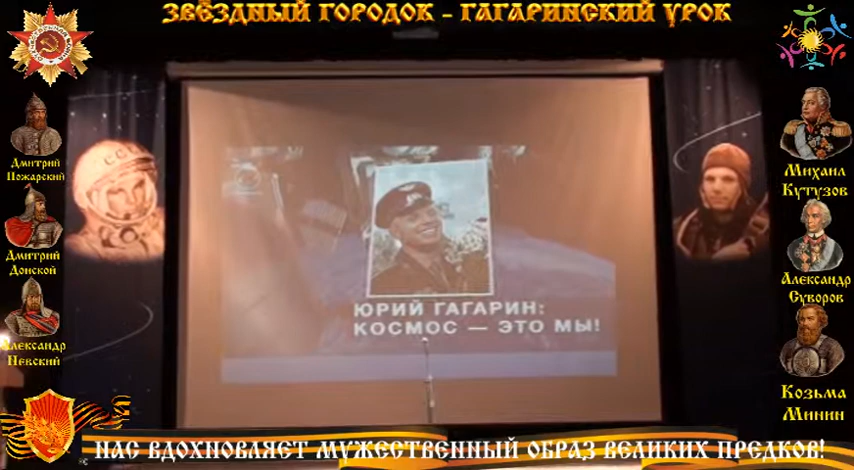 ЗВЁЗДНЫЙ ГОРОДОК - ГАГАРИНСКИЙ УРОК
Дмитрий
Пожарский
Дмитрий
Донской
Александр
Невский
СССР
ЮРИЙ ГАГАРИН:
КОСМОС — ЭТО МЫ!
Михаил
Кутузов
Александр
Суворов
Козьма
Минин
НАС ВДОХНОВЛЯЕТ МУЖЕСТВЕННЫЙ ОБРАЗ ВЕЛИКИХ ПРЕДКОВ!